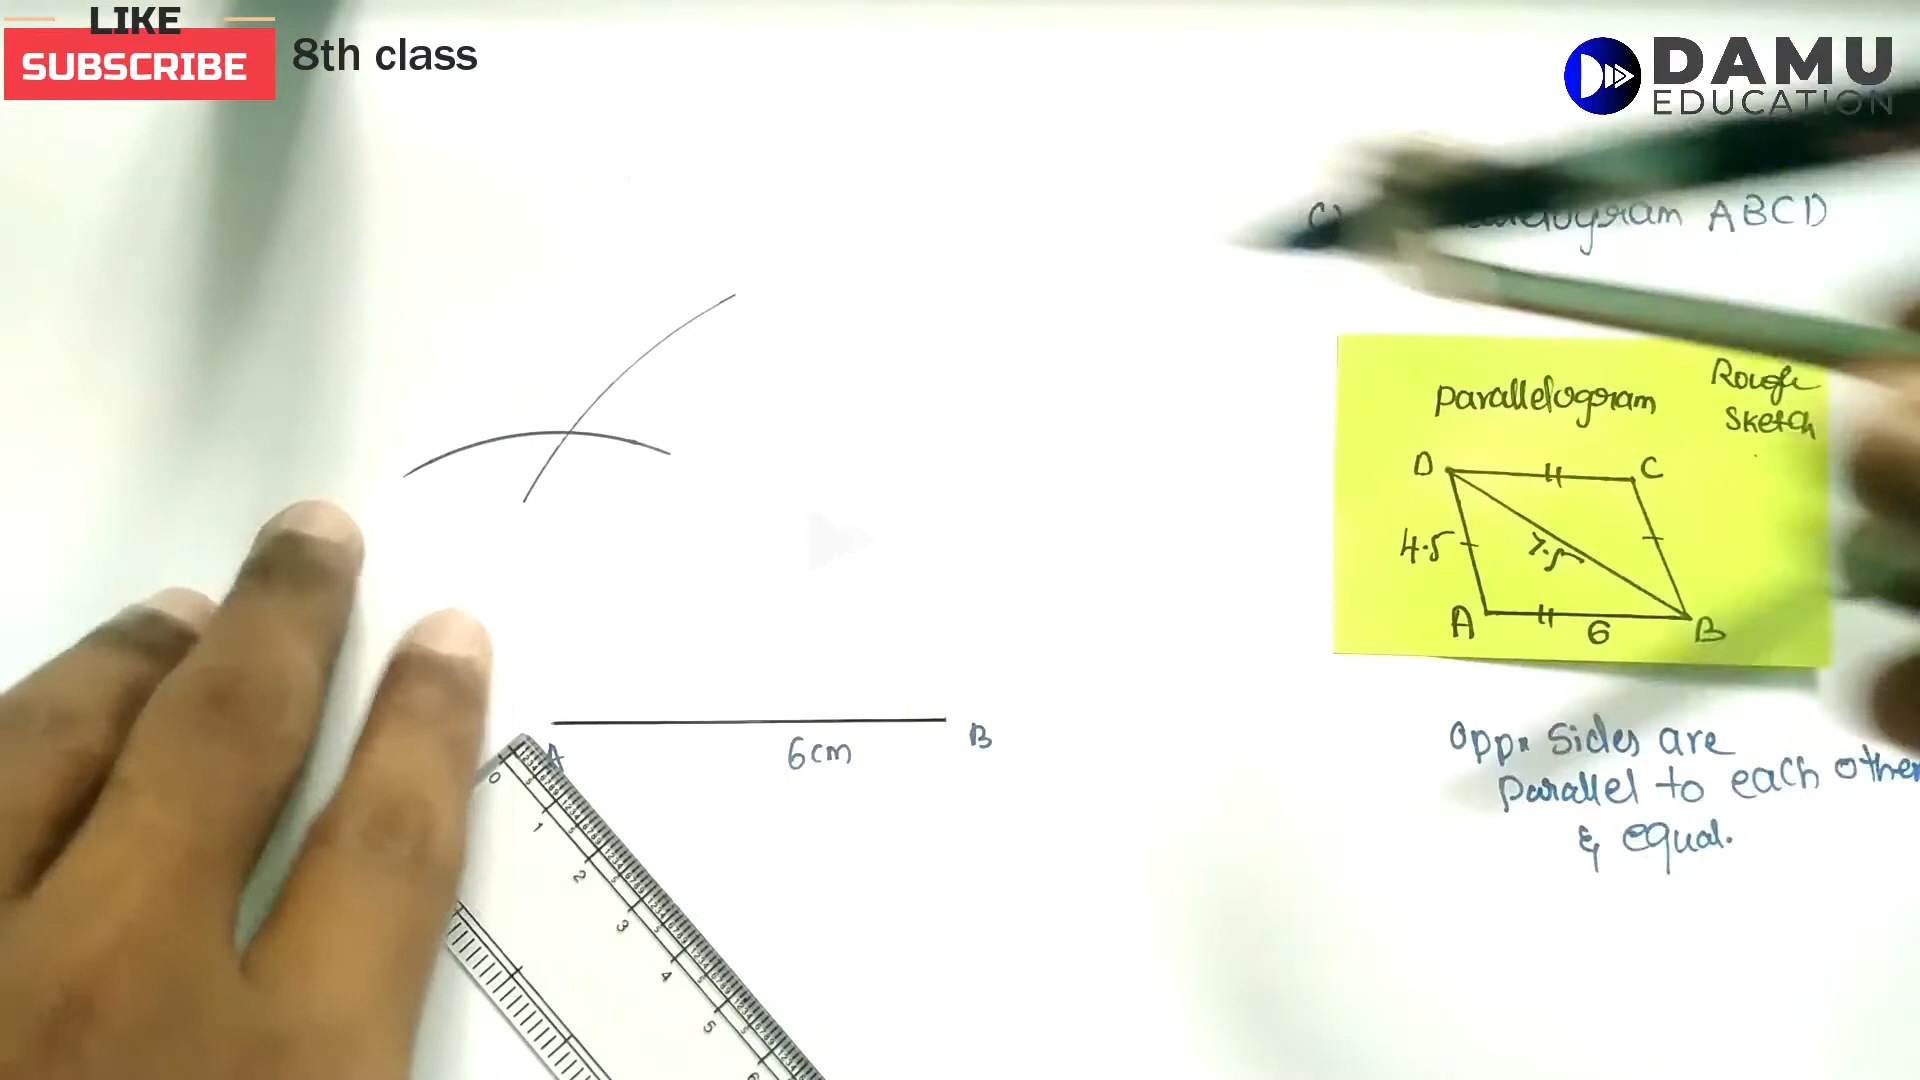 LIKE
SUBSCRIBE
8th class
DAMU
EDUCATION
ABCD
parallelogram
Rough
Sketch
D
C
4.5
7.5
A
6
B
A
6cm
B
Opp. Sides are
parallel to each other
& equal.
0
1
2
3
4
5
6